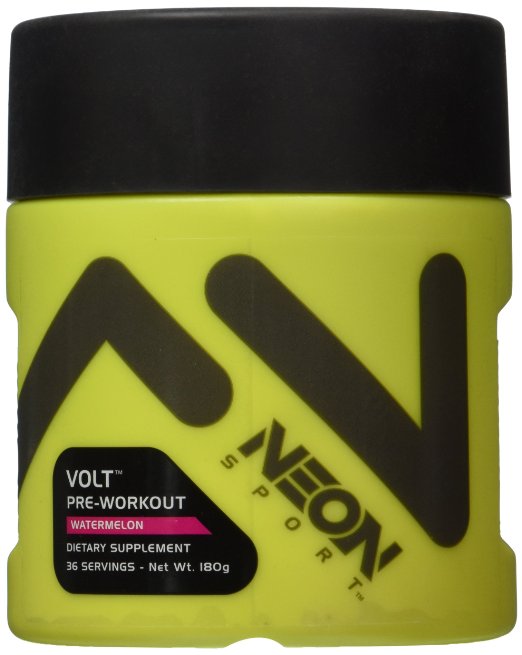 NEON
SPORT™
VOLT™
PRE-WORKOUT
WATERMELON
DIETARY SUPPLEMENT
36 SERVINGS - NET WT. 180g